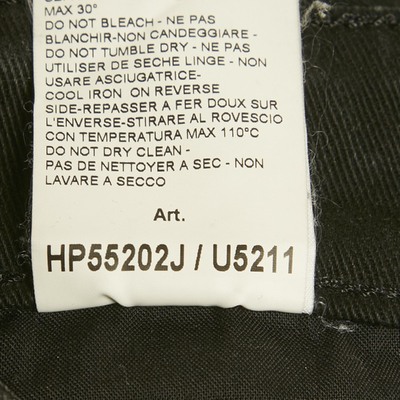 MAX 30°
DO NOT BLEACH - NE PAS
BLANCHIR-NON CANDEGGIARE -
DO NOT TUMBLE DRY - NE PAS
UTILISER DE SECHE LINGE - NON
USARE ASCIUGATRICE-
COOL IRON ON REVERSE
SIDE-REPASSER A FER DOUX SUR
L'ENVERSE-STIRARE AL ROVESCIO
CON TEMPERATURA MAX 110°C
DO NOT DRY CLEAN -
PAS DE NETTOYER A SEC - NON
LAVARE A SECCO
Art.
HP55202J / U5211